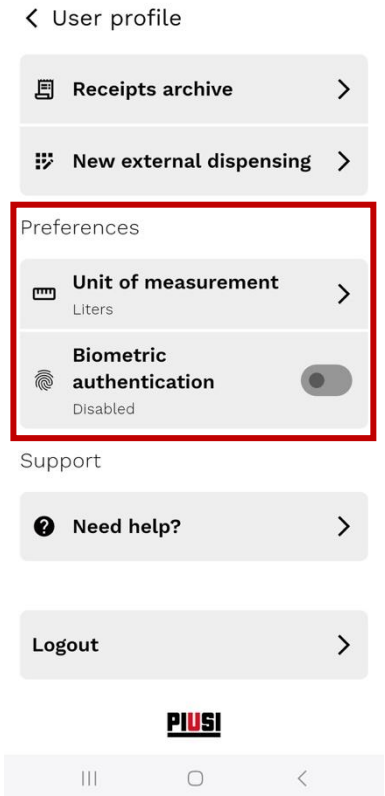 User profile
Receipts archive
New external dispensing
Preferences
Unit of measurement
Liters
Biometric
authentication
Disabled
Support
Need help?
Logout
PIUSI